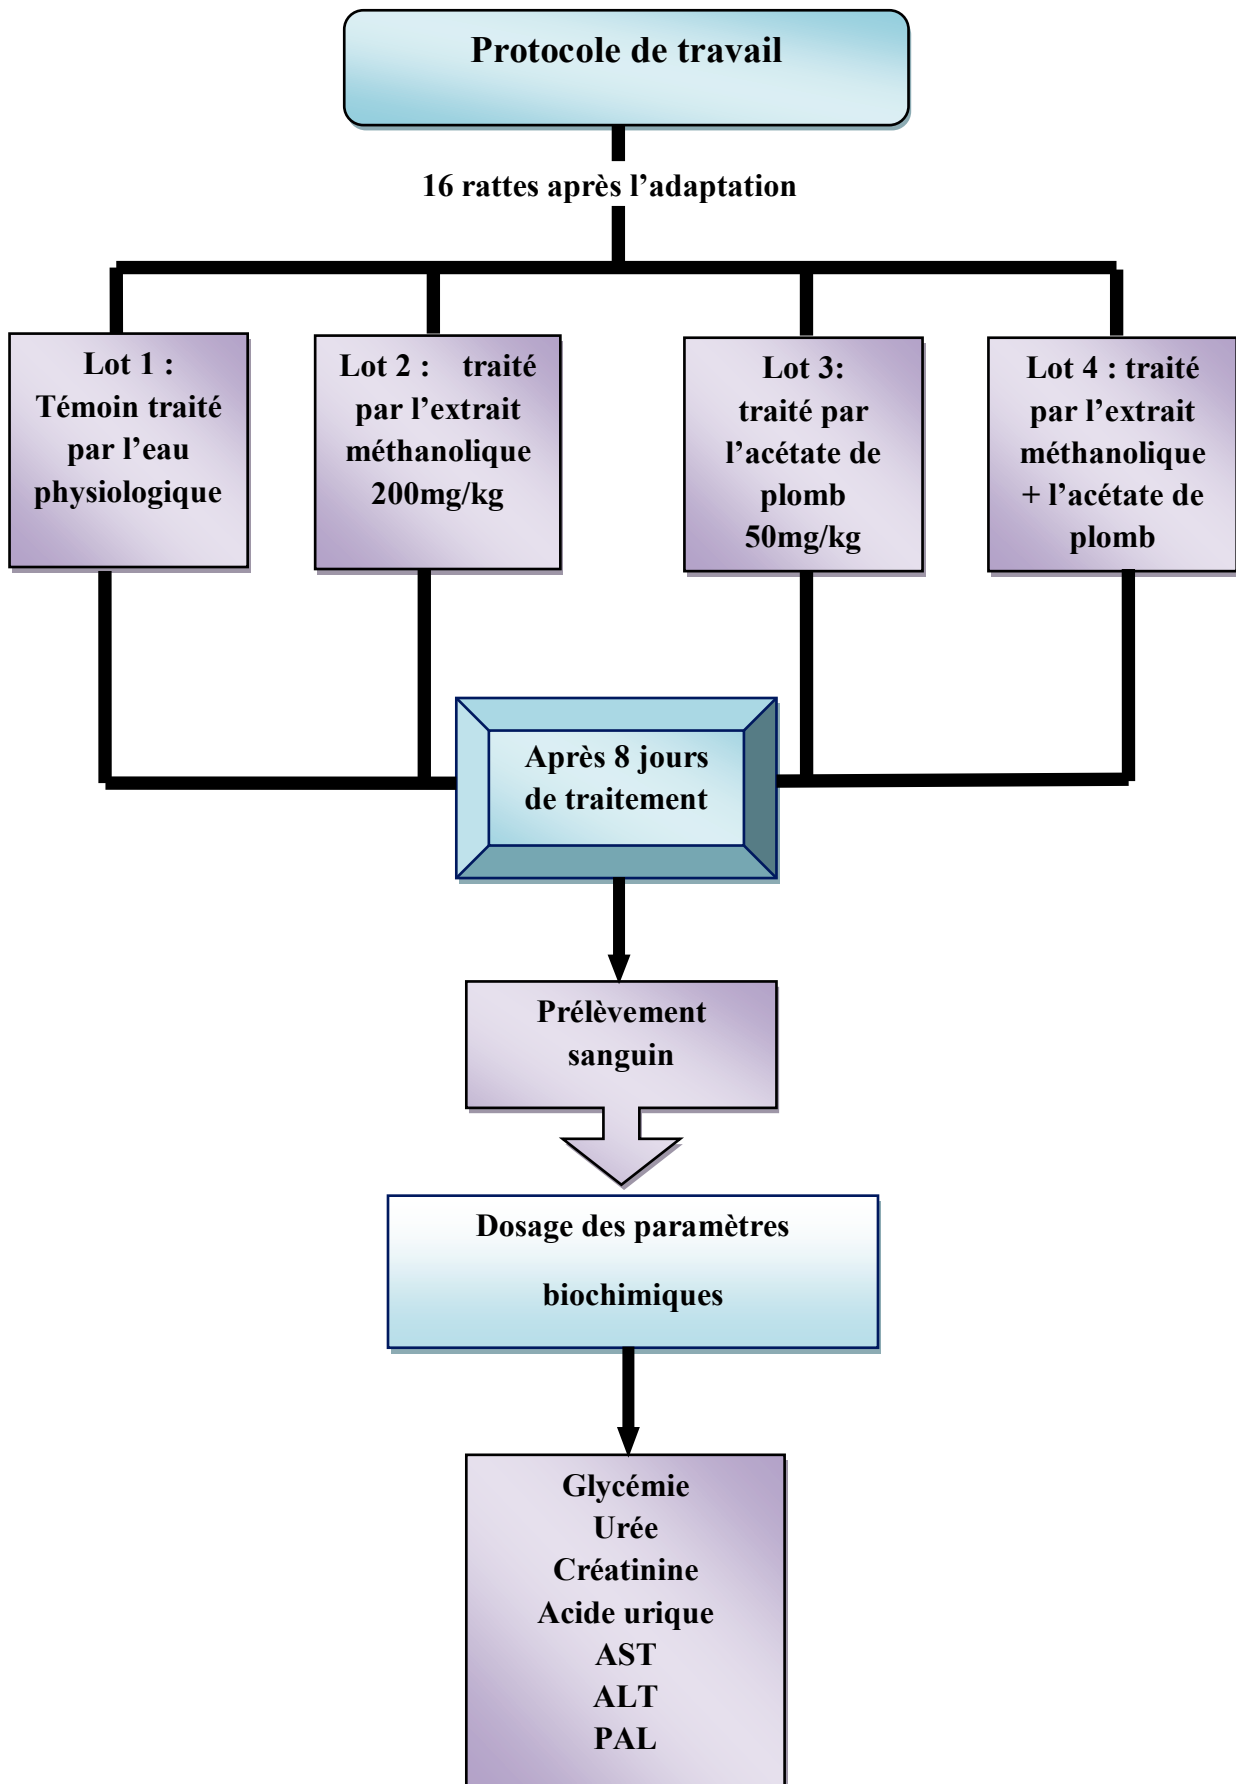 Protocole de travail
16 rattes après l’adaptation
Lot 1 :
Témoin traité
par l’eau
physiologique
Lot 2 : traité
par l’extrait
méthanolique
200mg/kg
Lot 3:
traité par
l’acétate de
plomb
50mg/kg
Lot 4 : traité
par l’extrait
méthanolique
+ l’acétate de
plomb
Après 8 jours
de traitement
Prélèvement
sanguin
Dosage des paramètres
biochimiques
Glycémie
Urée
Créatinine
Acide urique
AST
ALT
PAL